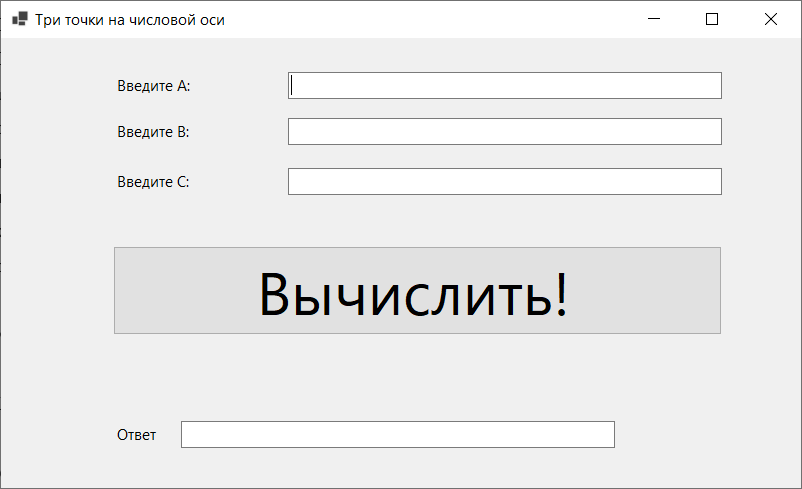 Три точки на числовой оси
Введите A:
Введите B:
Введите C:
Вычислить!
Ответ